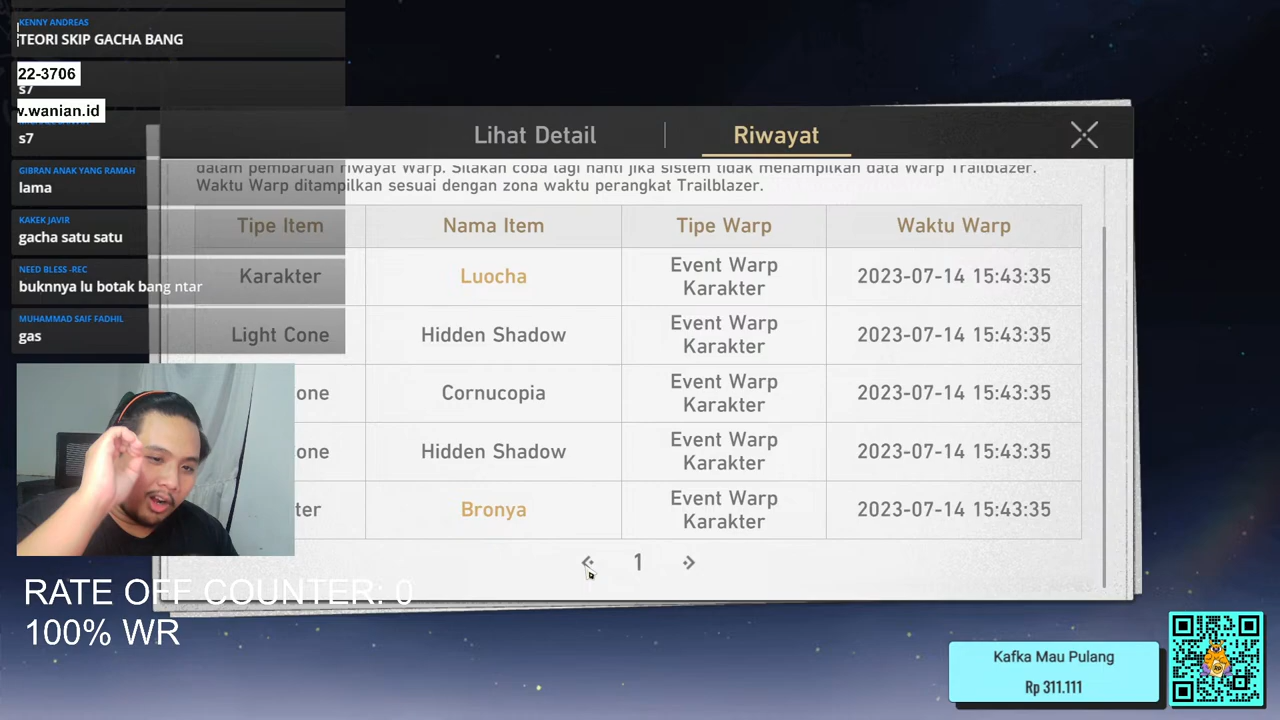 KENNY ANDREAS
TEORI SKIP GACHA BANG
22-3706
s7
v.wanian.id
s7
GIBRAN ANAK YANG RAMAH
lama
KAKEK JAVIR
gacha satu satu
NEED BLESS -REC
buknnya lu botak bang ntar
MUHAMMAD SAIF FADHIL
gas
Lihat Detail
Riwayat
dalam pembaruan riwayat Warp. Silakan coba lagi nanti jika sistem tidak menampilkan data Warp Trailblazer.
Waktu Warp ditampilkan sesuai dengan zona waktu perangkat Trailblazer.
Tipe Item Nama Item Tipe Warp Waktu Warp
Karakter Luocha Event Warp Karakter 2023-07-14 15:43:35
Light Cone Hidden Shadow Event Warp Karakter 2023-07-14 15:43:35
one Cornucopia Event Warp Karakter 2023-07-14 15:43:35
one Hidden Shadow Event Warp Karakter 2023-07-14 15:43:35
ter Bronya Event Warp Karakter 2023-07-14 15:43:35
1
RATE OFF COUNTER: 0
100% WR
Kafka Mau Pulang
Rp 311.111